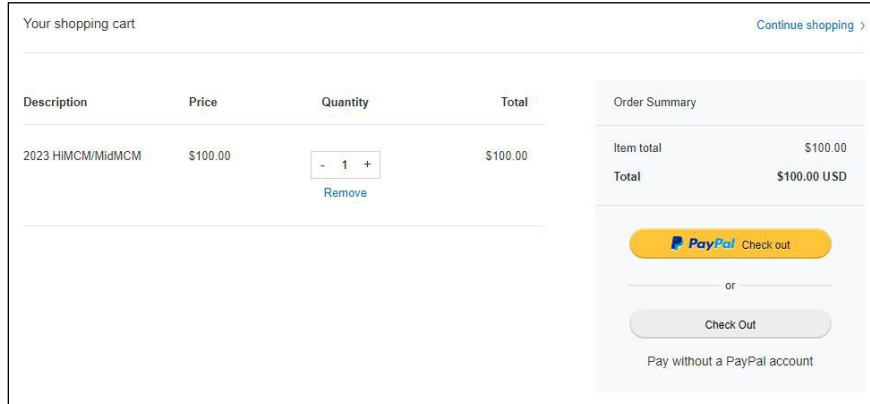 Your shopping cart
Continue shopping >
Description Price Quantity Total
2023 HiMCM/MidMCM $100.00 - 1 + $100.00
Remove
Order Summary
Item total $100.00
Total $100.00 USD
PayPal Check out
or
Check Out
Pay without a PayPal account